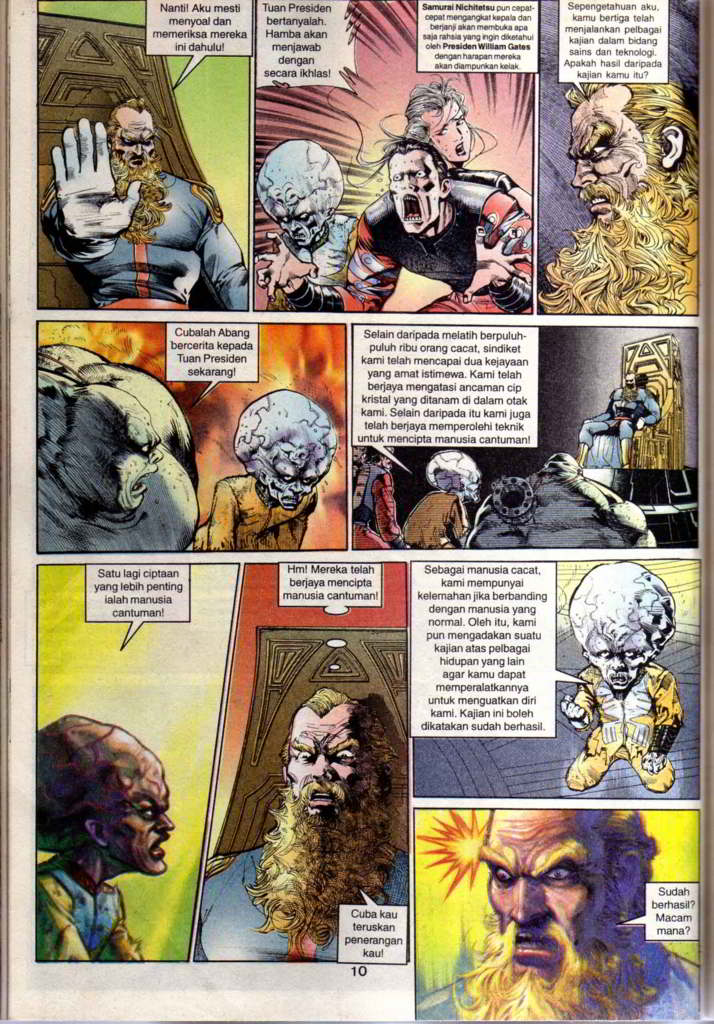 Nanti! Aku mesti
menyoal dan
memeriksa mereka
ini dahulu!
Tuan Presiden
bertanyalah.
Hamba akan
menjawab
dengan
secara ikhlas!
Samurai Nichitetsu pun cepat-
cepat mengangkat kepala dan
berjanji akan membuka apa
saja rahsia yang ingin diketahui
oleh Presiden William Gates
dengan harapan mereka
akan diampunkan kelak.
Sepengetahuan aku,
kamu bertiga telah
menjalankan pelbagai
kajian dalam bidang
sains dan teknologi.
Apakah hasil daripada
kajian kamu itu?
Cubalah Abang
bercerita kepada
Tuan Presiden
sekarang!
Selain daripada melatih berpuluh-
puluh ribu orang cacat, sindiket
kami telah mencapai dua kejayaan
yang amat istimewa. Kami telah
berjaya mengatasi ancaman cip
kristal yang ditanam di dalam otak
kami. Selain daripada itu kami juga
telah berjaya memperolehi teknik
untuk mencipta manusia cantuman!
Satu lagi ciptaan
yang lebih penting
ialah manusia
cantuman!
Hm! Mereka telah
berjaya mencipta
manusia cantuman!
Cuba kau
teruskan
penerangan
kau!
Sebagai manusia cacat,
kami mempunyai
kelemahan jika berbanding
dengan manusia yang
normal. Oleh itu, kami
pun mengadakan suatu
kajian atas pelbagai
hidupan yang lain
agar kamu dapat
memperalatkannya
untuk menguatkan diri
kami. Kajian ini boleh
dikatakan sudah berhasil.
Sudah
berhasil?
Macam
mana?
10